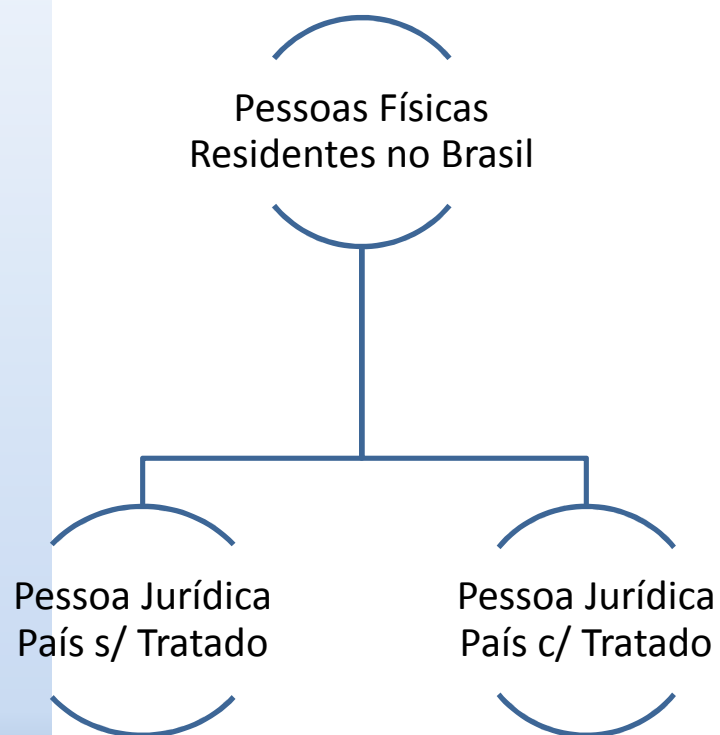 Pessoas Físicas
Residentes no Brasil
Pessoa Jurídica
País s/ Tratado
Pessoa Jurídica
País c/ Tratado